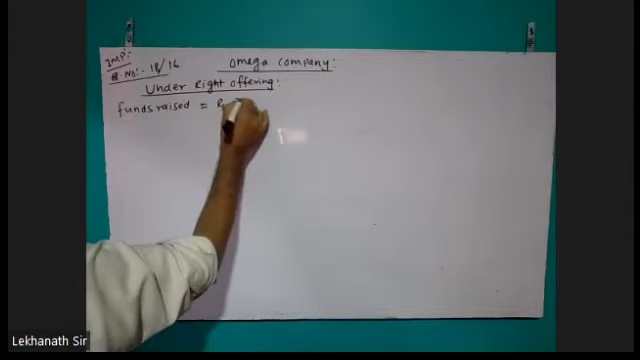 IMP:
Q.No:- 18/16
Omega Company:
Under Right offering:
funds raised = R
Lekhanath Sir